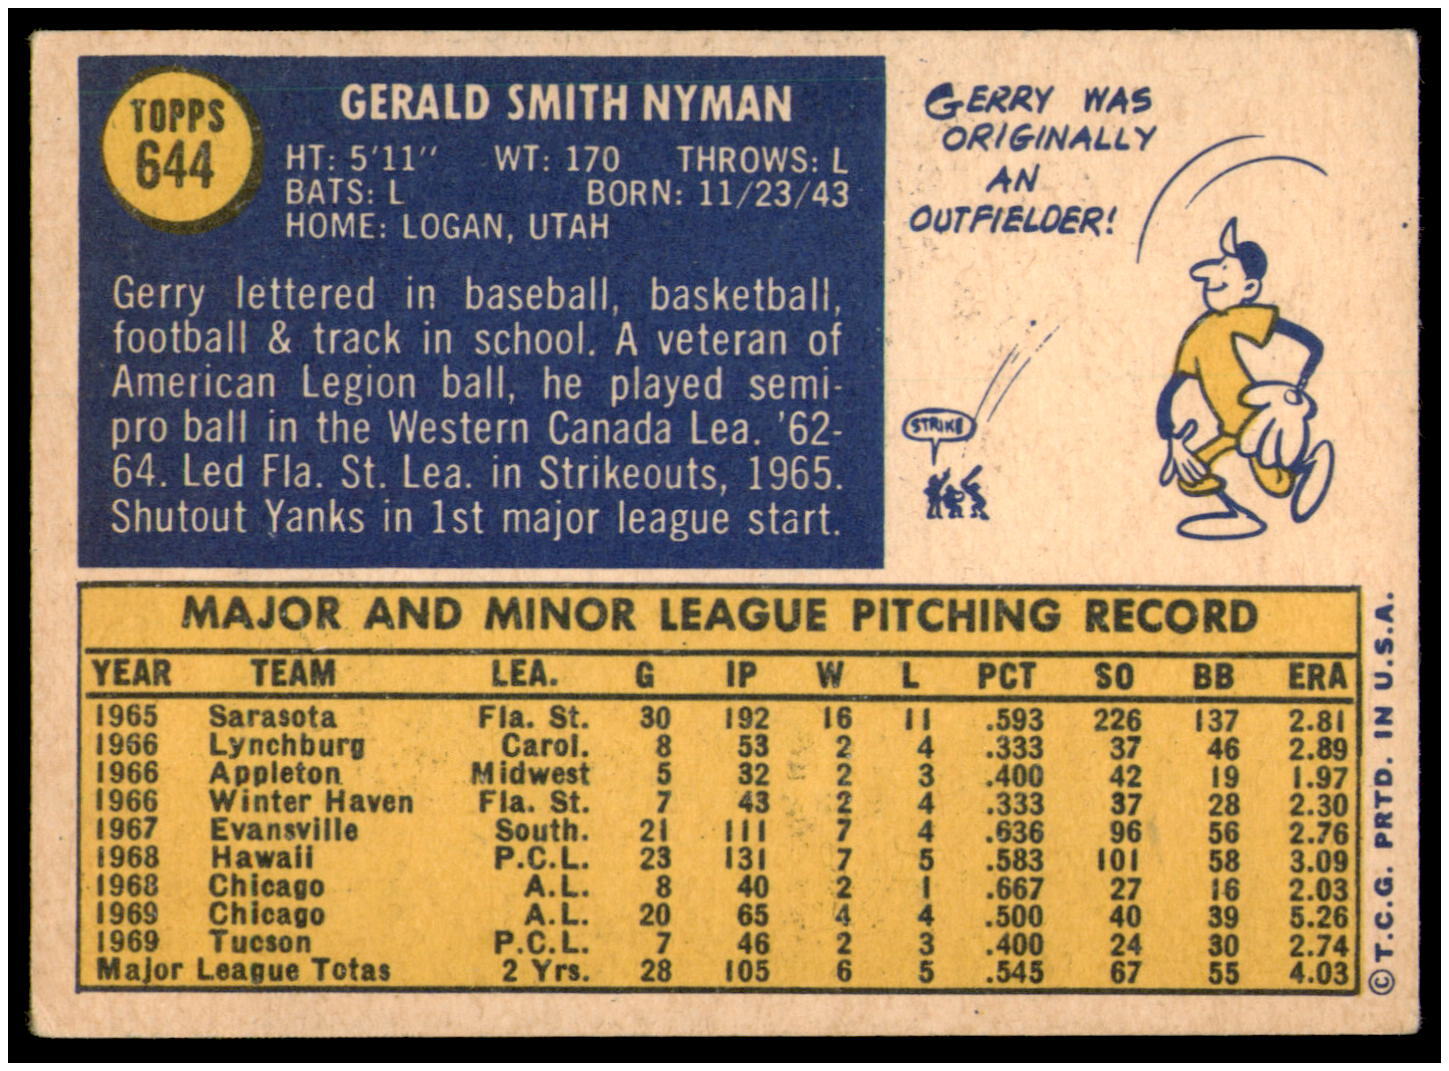 TOPPS
644
GERALD SMITH NYMAN
HT: 5'11" WT: 170 THROWS: L
BATS: L BORN: 11/23/43
HOME: LOGAN, UTAH
Gerry lettered in baseball, basketball,
football & track in school. A veteran of
American Legion ball, he played semi-
pro ball in the Western Canada Lea. '62-
64. Led Fla. St. Lea. in Strikeouts, 1965.
Shutout Yanks in 1st major league start.
GERRY WAS
ORIGINALLY
AN
OUTFIELDER!
STRIKE
MAJOR AND MINOR LEAGUE PITCHING RECORD
YEAR TEAM LEA. G IP W L PCT SO BB ERA
1965 Sarasota Fla. St. 30 192 16 11 .593 226 137 2.81
1966 Lynchburg Carol. 8 53 2 4 .333 37 46 2.89
1966 Appleton Midwest 5 32 2 3 .400 42 19 1.97
1966 Winter Haven Fla. St. 7 43 2 4 .333 37 28 2.30
1967 Evansville South. 21 111 7 4 .636 96 56 2.76
1968 Hawaii P.C.L. 23 131 7 5 .583 101 58 3.09
1968 Chicago A.L. 8 40 2 1 .667 27 16 2.03
1969 Chicago A.L. 20 65 4 4 .500 40 39 5.26
1969 Tucson P.C.L. 7 46 2 3 .400 24 30 2.74
Major League Totas 2 Yrs. 28 105 6 5 .545 67 55 4.03
© T.C.G. PRTD. IN U.S.A.